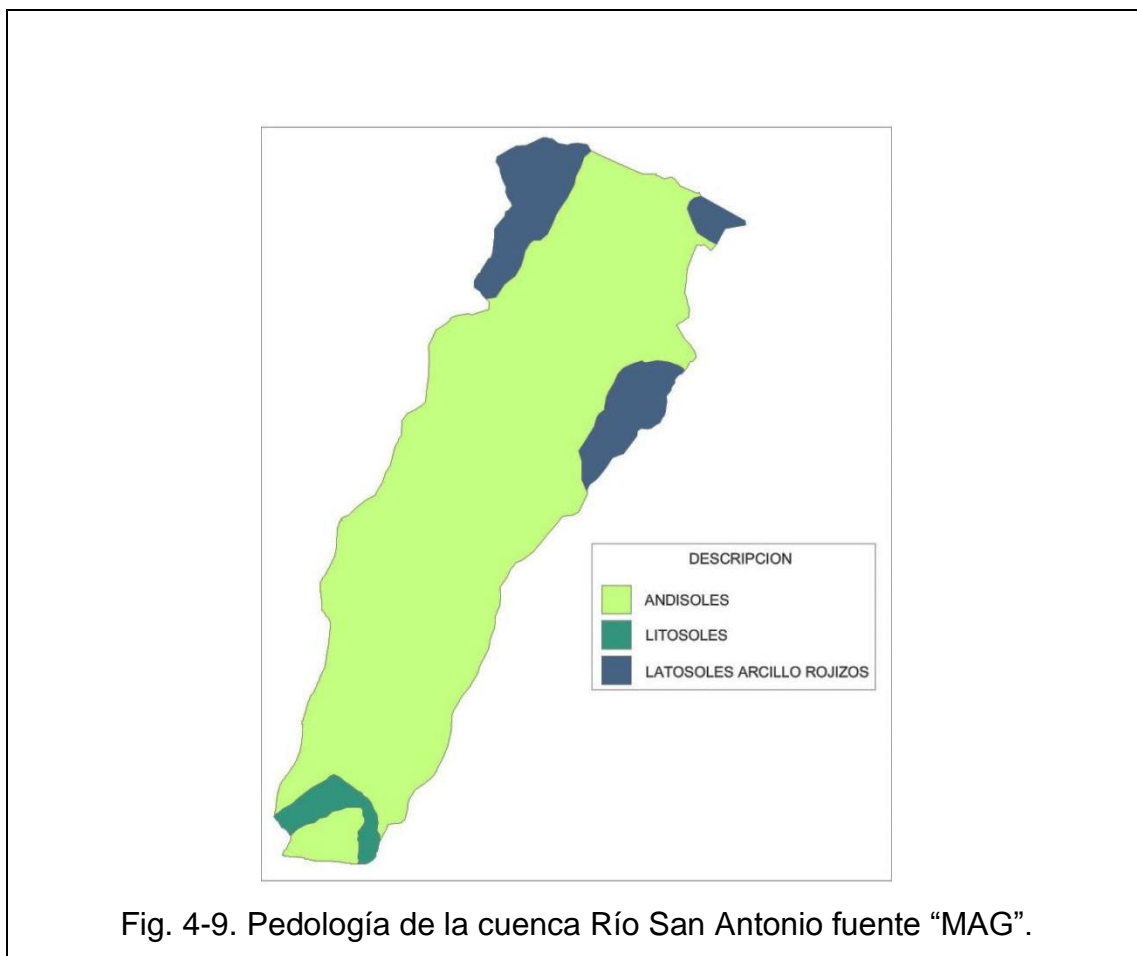 DESCRIPCION
ANDISOLES
LITOSOLES
LATOSOLES ARCILLO ROJIZOS
Fig. 4-9. Pedología de la cuenca Río San Antonio fuente “MAG”.